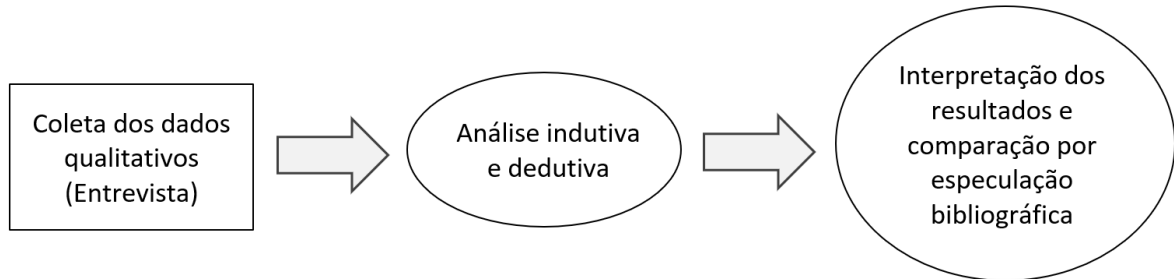 Coleta dos dados
qualitativos
(Entrevista)
Análise indutiva
e dedutiva
Interpretação dos
resultados e
comparação por
especulação
bibliográfica